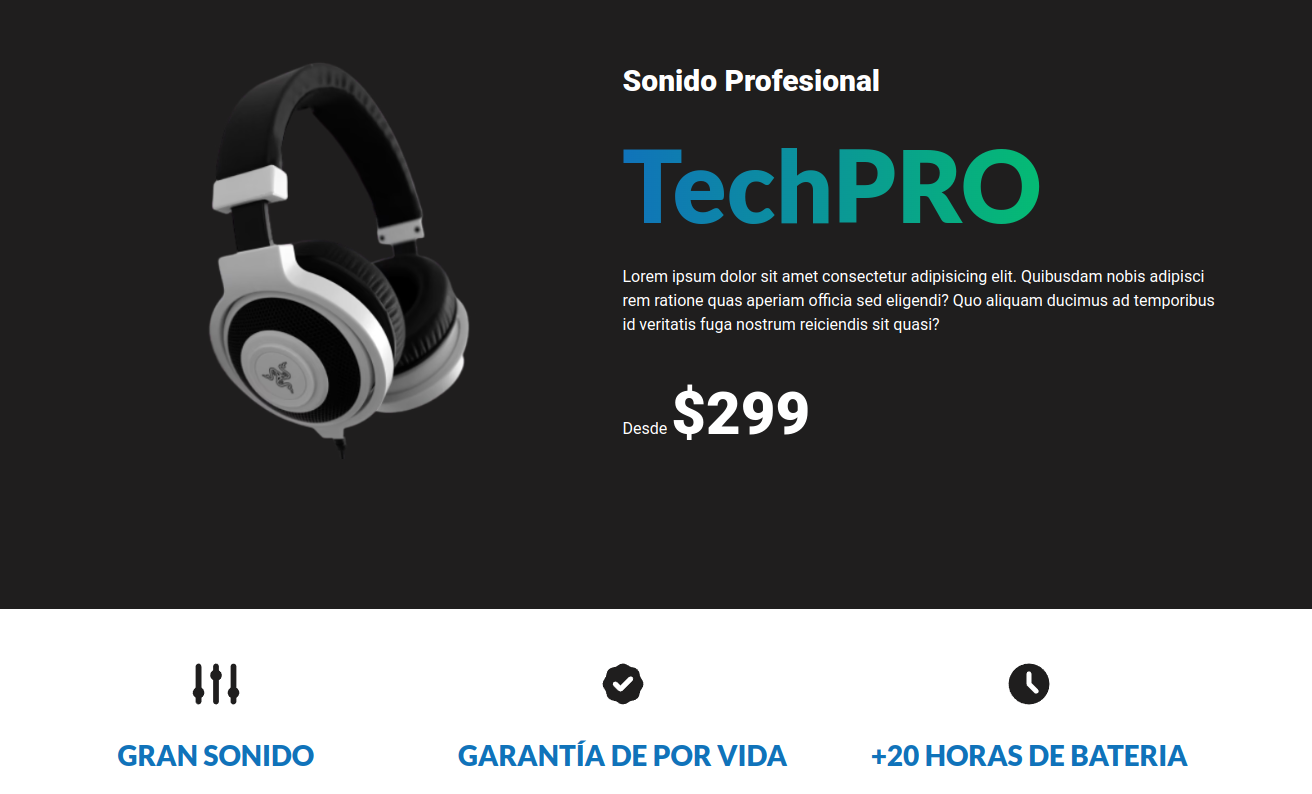 Sonido Profesional
TechPRO
Lorem ipsum dolor sit amet consectetur adipisicing elit. Quibusdam nobis adipisci
rem ratione quas aperiam officia sed eligendi? Quo aliquam ducimus ad temporibus
id veritatis fuga nostrum reiciendis sit quasi?
Desde $299
GRAN SONIDO
GARANTÍA DE POR VIDA
+20 HORAS DE BATERIA